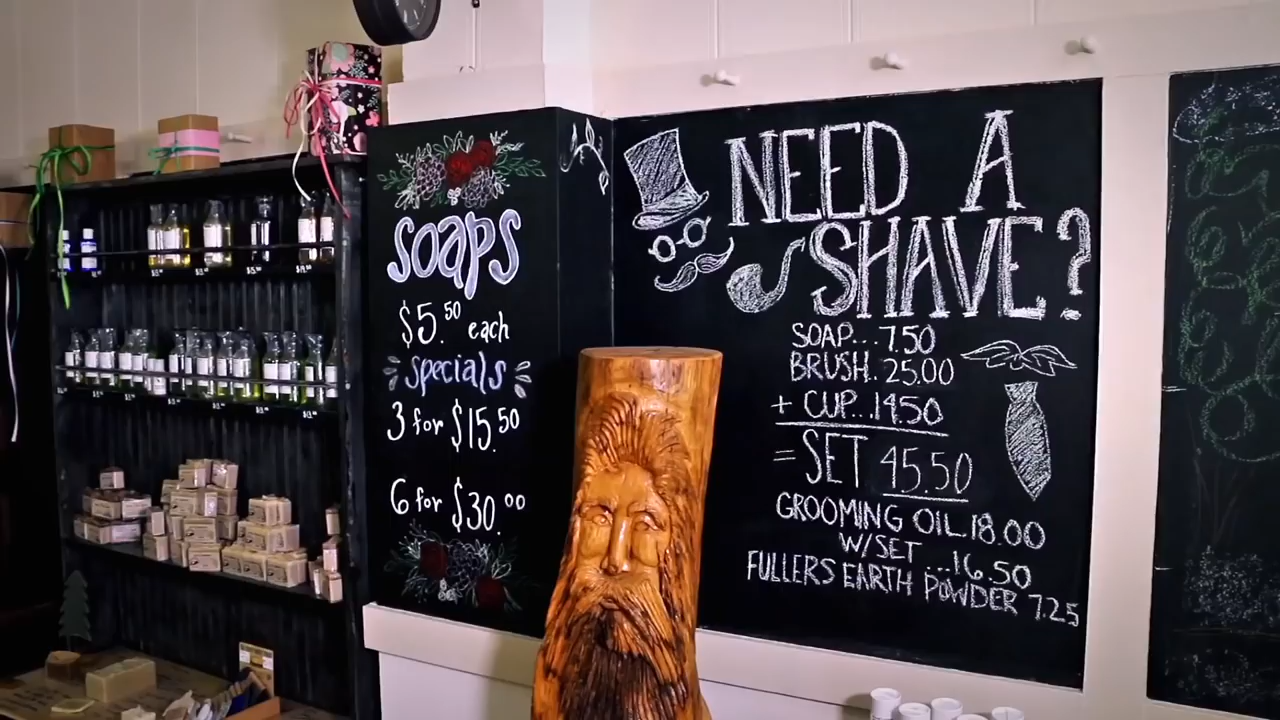 soaps
$5.50 each
specials
3 for $15.50
6 for $30.00
NEED A
SHAVE?
SOAP...7.50
BRUSH..25.00
+ CUP...14.50
=SET 45.50
GROOMING OIL.18.00
W/SET ...16.50
FULLERS EARTH POWDER 7.25